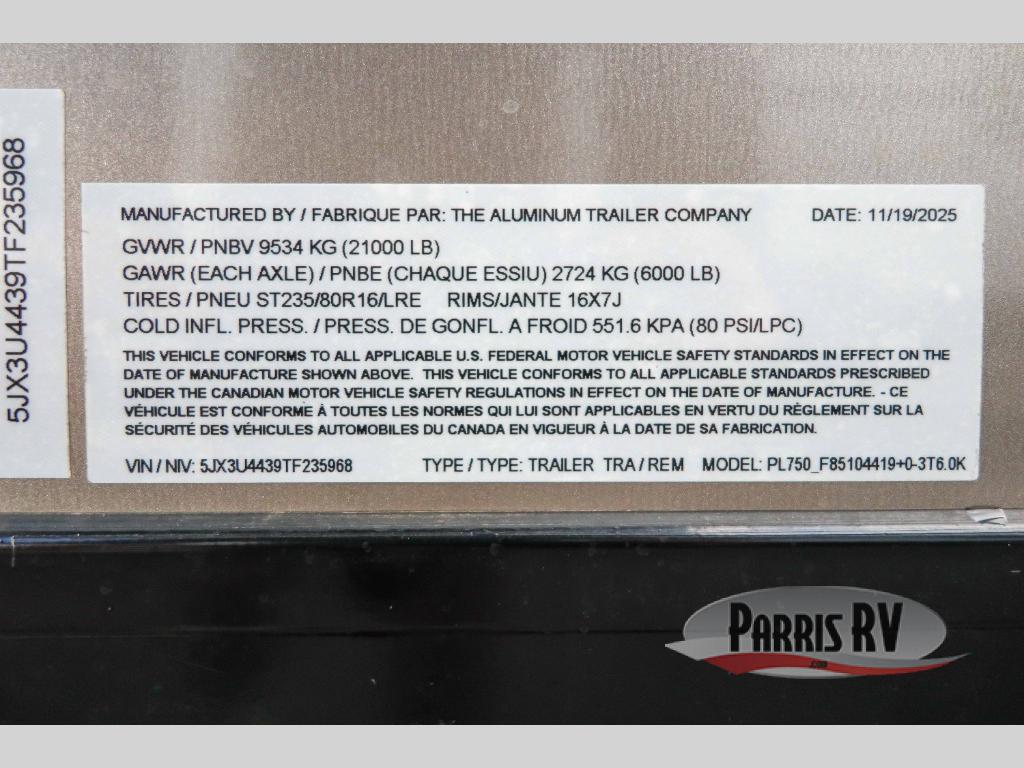 5JX3U4439TF235968
MANUFACTURED BY / FABRIQUE PAR: THE ALUMINUM TRAILER COMPANY DATE: 11/19/2025
GVWR / PNBV 9534 KG (21000 LB)
GAWR (EACH AXLE) / PNBE (CHAQUE ESSIU) 2724 KG (6000 LB)
TIRES / PNEU ST235/80R16/LRE RIMS/JANTE 16X7J
COLD INFL. PRESS. / PRESS. DE GONFL. A FROID 551.6 KPA (80 PSI/LPC)
THIS VEHICLE CONFORMS TO ALL APPLICABLE U.S. FEDERAL MOTOR VEHICLE SAFETY STANDARDS IN EFFECT ON THE
DATE OF MANUFACTURE SHOWN ABOVE. THIS VEHICLE CONFORMS TO ALL APPLICABLE STANDARDS PRESCRIBED
UNDER THE CANADIAN MOTOR VEHICLE SAFETY REGULATIONS IN EFFECT ON THE DATE OF MANUFACTURE. - CE
VÉHICULE EST CONFORME À TOUTES LES NORMES QUI LUI SONT APPLICABLES EN VERTU DU RÈGLEMENT SUR LA
SÉCURITÉ DES VÉHICULES AUTOMOBILES DU CANADA EN VIGUEUR À LA DATE DE SA FABRICATION.
VIN / NIV: 5JX3U4439TF235968 TYPE / TYPE: TRAILER TRA / REM MODEL: PL750_F85104419+0-3T6.0K
PARRIS RV
.com